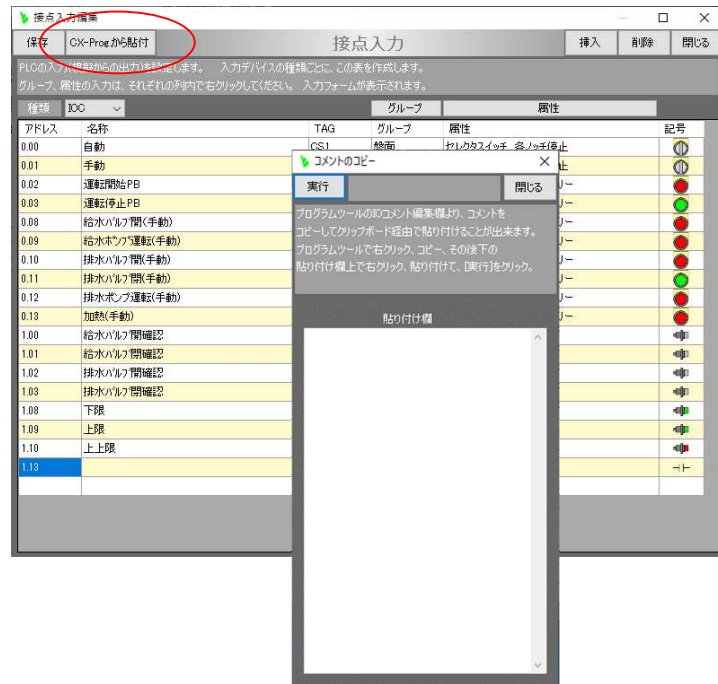 接点入力編集
保存 CX-Progから貼付 接点入力 挿入 削除 閉じる
PLCの入力(模擬からの出力)を設定します。 入力デバイスの種類ごとに、この表を作成します。
グループ、属性の入力は、それぞれの列内で右クリックしてください。 入力フォームが表示されます。
種類 IOC グループ 属性
アドレス 名称 TAG グループ 属性 記号
0.00 自動 CS1 盤面 セレクタスイッチ 各ノッチ停止
0.01 手動
0.02 運転開始PB
0.03 運転停止PB
0.08 給水バルブ開(手動)
0.09 給水ポンプ運転(手動)
0.10 排水バルブ開(手動)
0.11 排水バルブ閉(手動)
0.12 排水ポンプ運転(手動)
0.13 加熱(手動)
1.00 給水バルブ開確認
1.01 給水バルブ閉確認
1.02 排水バルブ開確認
1.03 排水バルブ閉確認
1.08 下限
1.09 上限
1.10 上上限
1.13
コメントのコピー
実行 閉じる
プログラムツールのIOコメント編集欄より、コメントを
コピーしてクリップボード経由で貼り付けることが出来ます。
プログラムツールで右クリック、コピー、その後下の
貼り付け欄上で右クリック、貼り付けて、[実行]をクリック。
貼り付け欄